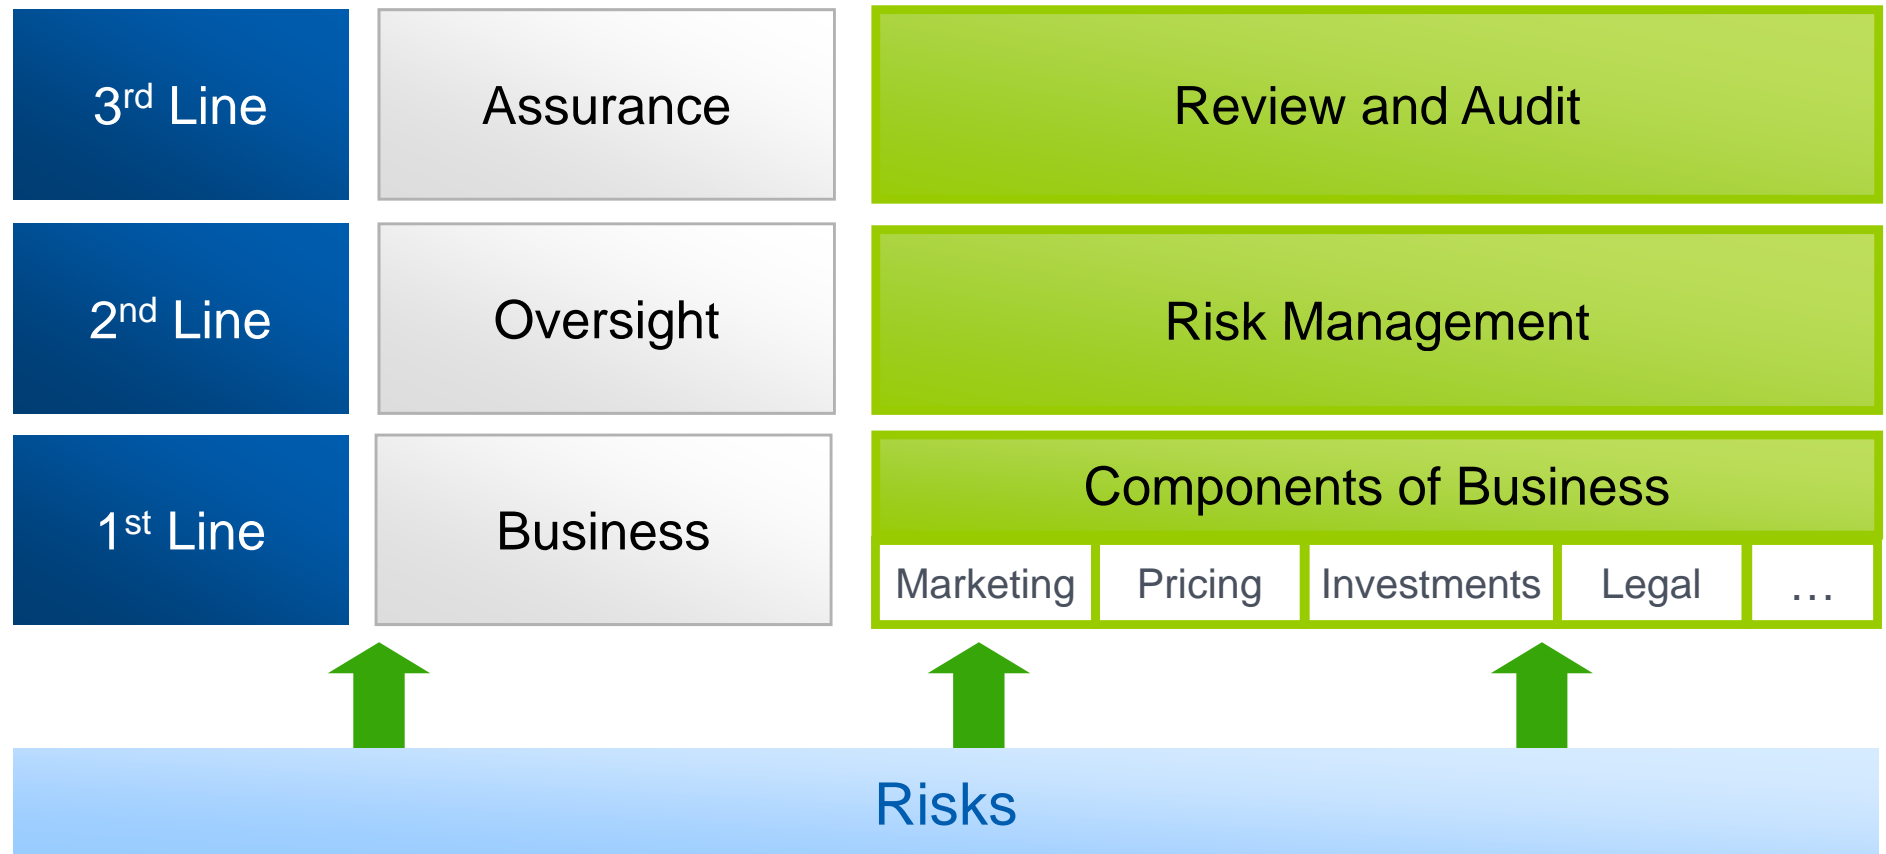 3rd Line
Assurance
Review and Audit
2nd Line
Oversight
Risk Management
1st Line
Business
Components of Business
Marketing
Pricing
Investments
Legal
…
Risks